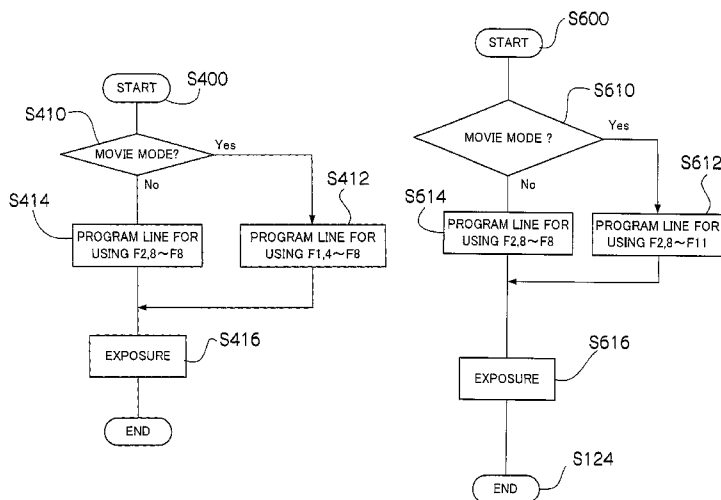 S400
START
S410
MOVIE MODE?
Yes
No
S414
PROGRAM LINE FOR
USING F2,8~F8
S412
PROGRAM LINE FOR
USING F1,4~F8
EXPOSURE
S416
END
S600
START
S610
MOVIE MODE ?
Yes
No
S614
PROGRAM LINE FOR
USING F2,8~F8
S612
PROGRAM LINE FOR
USING F2,8~F11
S616
EXPOSURE
END
S124